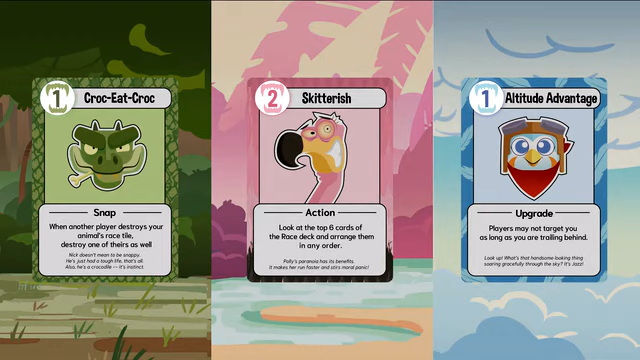 1
Croc-Eat-Croc
Snap
When another player destroys your
animal's race tile,
destroy one of theirs as well
Nick doesn't mean to be snappy.
He's just had a tough life, that's all.
Also, he's a crocodile — it's instinct.
2
Skitterish
Action
Look at the top 6 cards of
the Race deck and arrange them
in any order.
Polly's paranoia has its benefits.
It makes her run faster and stirs moral panic!
1
Altitude Advantage
Upgrade
Players may not target you
as long as you are trailing behind.
Look up! What's that handsome looking thing
soaring gracefully through the sky? It's Jazz!